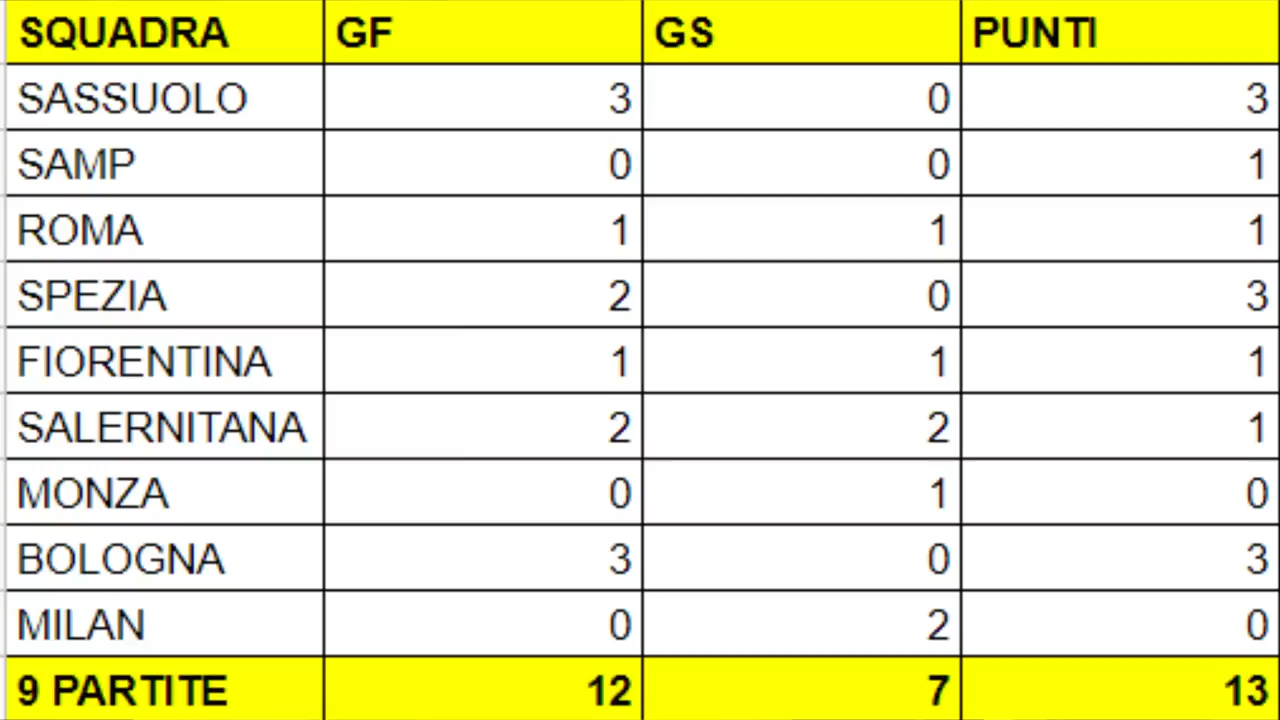 SQUADRA GF GS PUNTI
SASSUOLO 3 0 3
SAMP 0 0 1
ROMA 1 1 1
SPEZIA 2 0 3
FIORENTINA 1 1 1
SALERNITANA 2 2 1
MONZA 0 1 0
BOLOGNA 3 0 3
MILAN 0 2 0
9 PARTITE 12 7 13